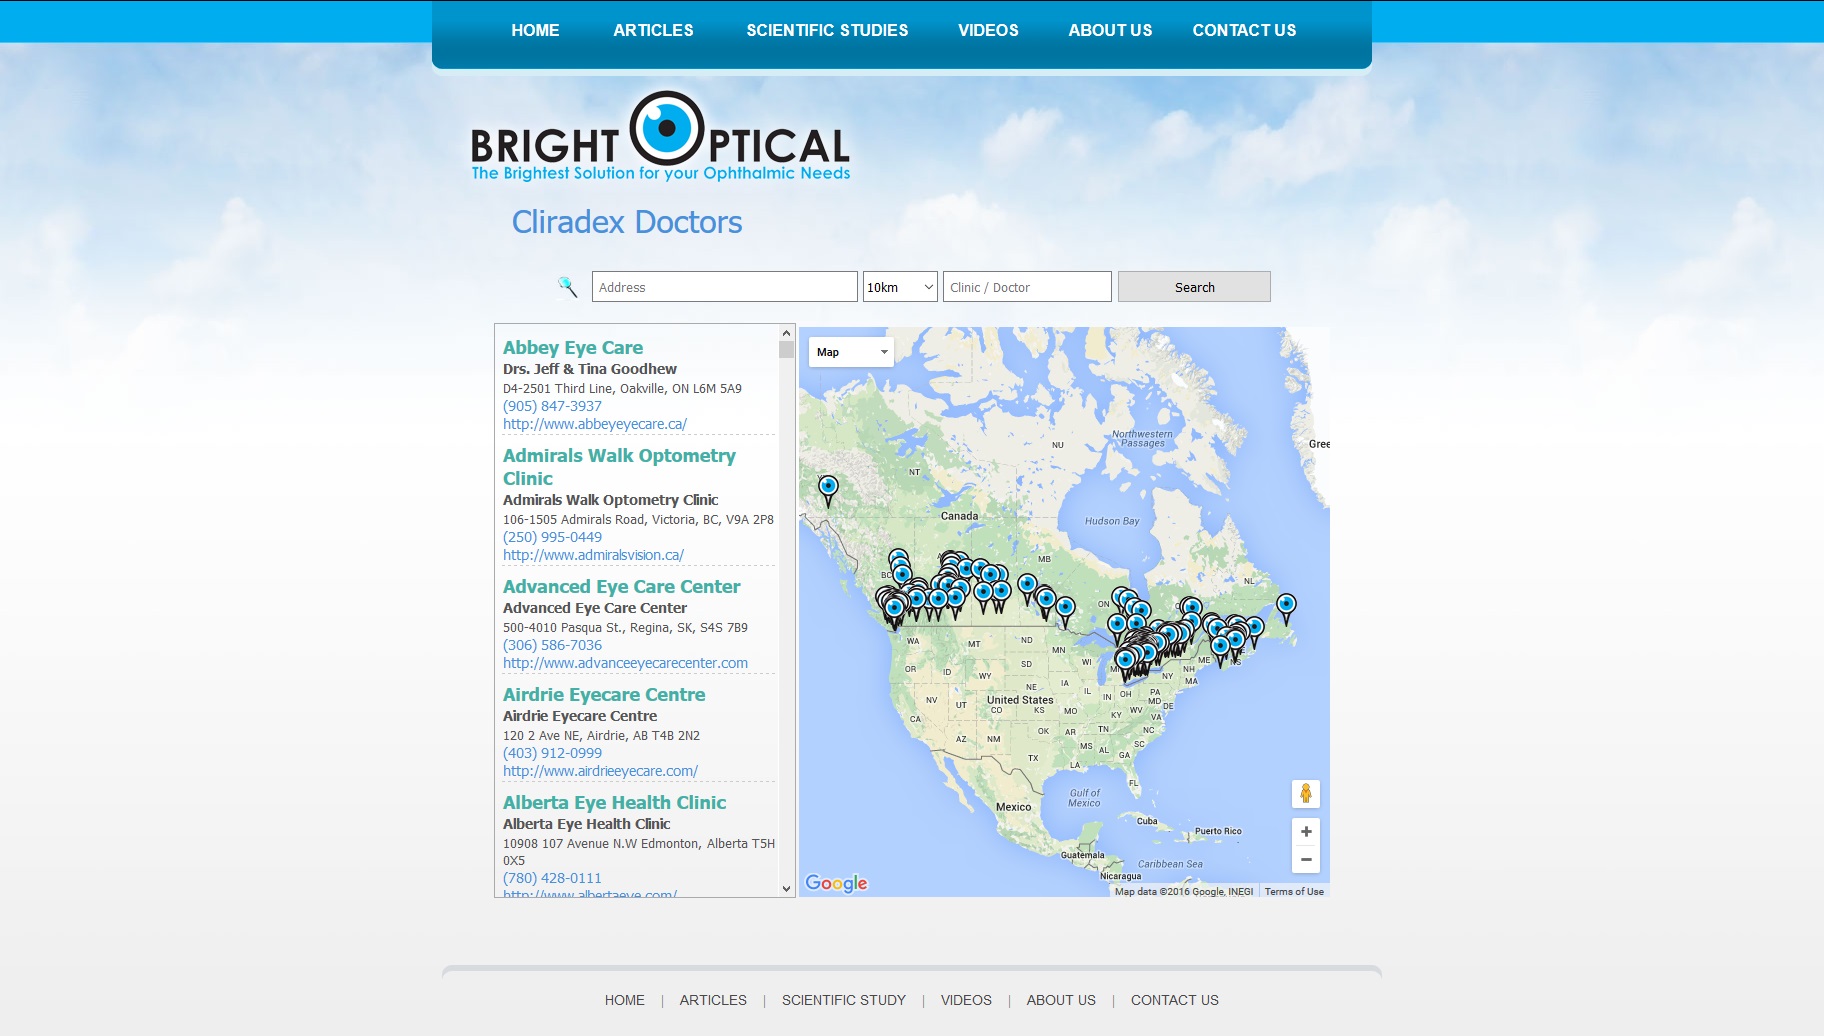 HOME ARTICLES SCIENTIFIC STUDIES VIDEOS ABOUT US CONTACT US
BRIGHT OPTICAL
The Brightest Solution for your Ophthalmic Needs
Cliradex Doctors
Address 10km Clinic / Doctor Search
Abbey Eye Care
Drs. Jeff & Tina Goodhew
D4-2501 Third Line, Oakville, ON L6M 5A9
(905) 847-3937
http://www.abbeyeyecare.ca/
Admirals Walk Optometry
Clinic
Admirals Walk Optometry Clinic
106-1505 Admirals Road, Victoria, BC, V9A 2P8
(250) 995-0449
http://www.admiralsvision.ca/
Advanced Eye Care Center
Advanced Eye Care Center
500-4010 Pasqua St., Regina, SK, S4S 7B9
(306) 586-7036
http://www.advanceeyecarecenter.com
Airdrie Eyecare Centre
Airdrie Eyecare Centre
120 2 Ave NE, Airdrie, AB T4B 2N2
(403) 912-0999
http://www.airdrieeyecare.com/
Alberta Eye Health Clinic
Alberta Eye Health Clinic
10908 107 Avenue N.W Edmonton, Alberta T5H
0X5
(780) 428-0111
http://www.albertaeye.com/
Map
Northwestern
Passages
Gree
NU
NT
Canada
Hudson Bay
MB
BC
NL
ON
WA
MT
ND
MN
WI
ME
NS
OR
ID
WY
SD
IA
NY
NH
MA
NV
UT
CO
NE
KS
IL
IN
OH
PA
MD
DE
United States
MO
KY
WV
VA
CA
AZ
NM
OK
AR
TN
NC
MS
AL
GA
SC
TX
LA
FL
Gulf of
Mexico
Mexico
Cuba
Puerto Rico
Guatemala
Caribbean Sea
Nicaragua
+
−
Google
Map data ©2016 Google, INEGI Terms of Use
HOME | ARTICLES | SCIENTIFIC STUDY | VIDEOS | ABOUT US | CONTACT US